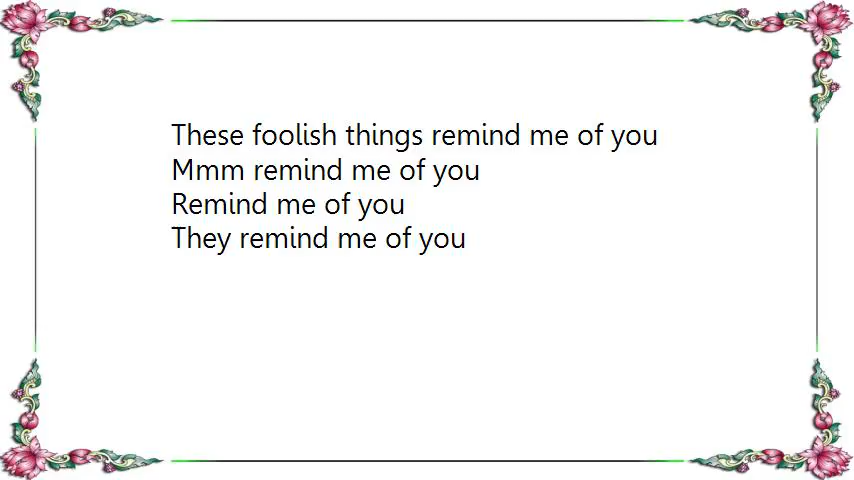 These foolish things remind me of you
Mmm remind me of you
Remind me of you
They remind me of you